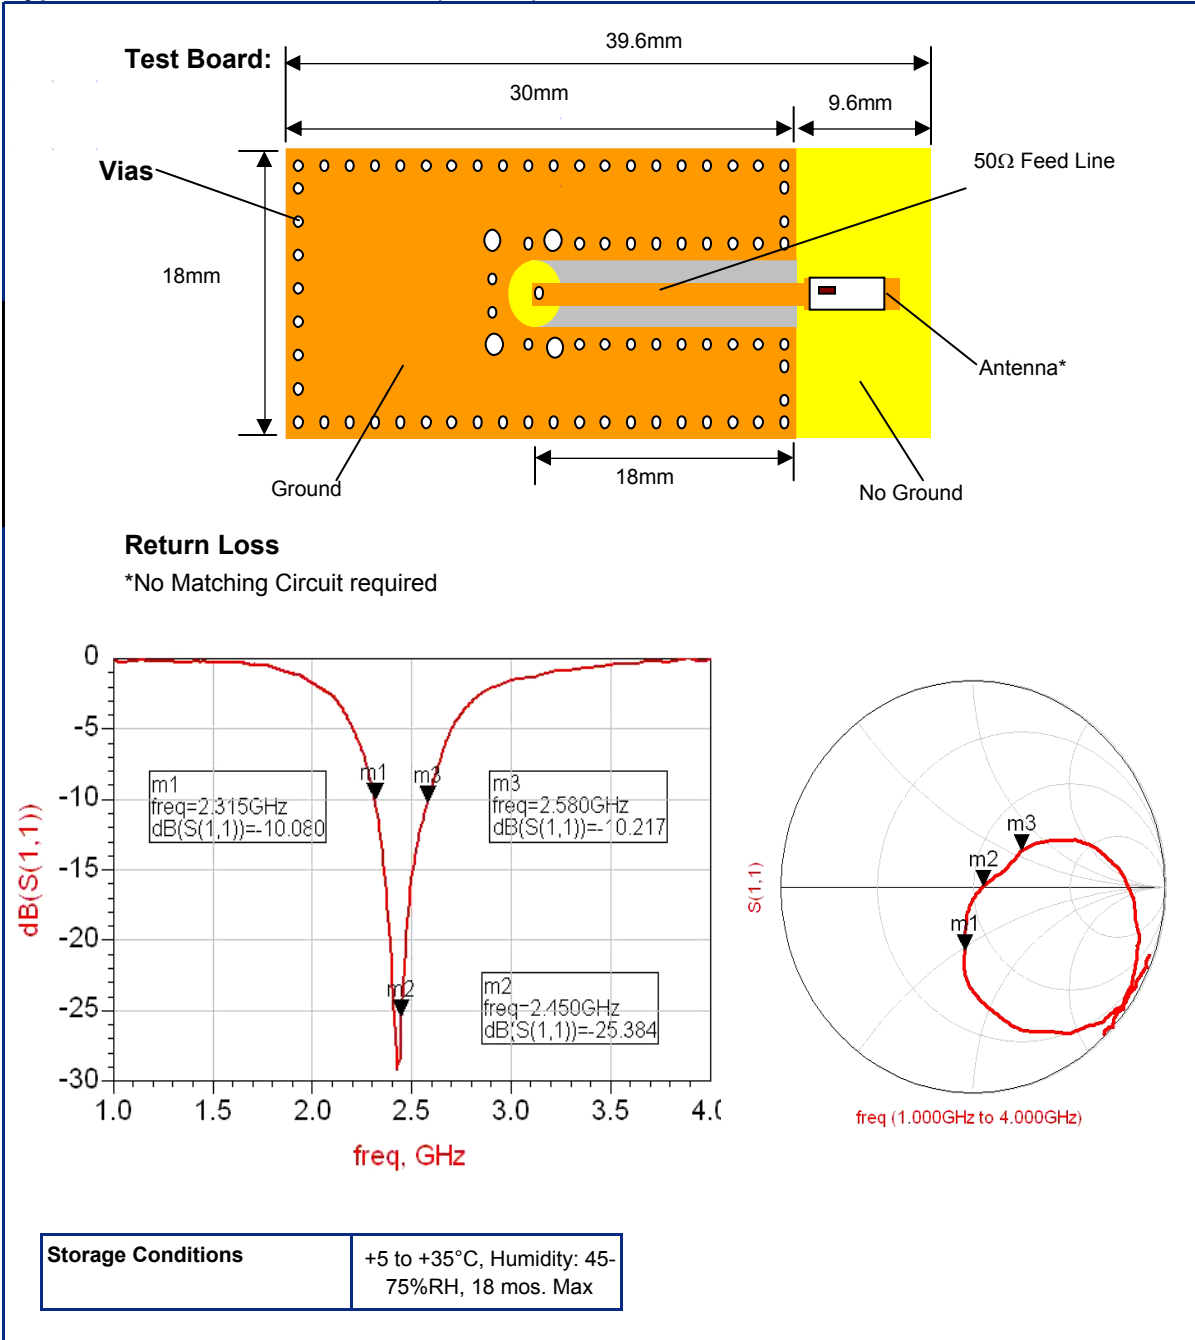 Test Board:
39.6mm
30mm
9.6mm
Vias
50Ω Feed Line
18mm
Antenna*
18mm
Ground
No Ground
Return Loss
*No Matching Circuit required
0
-5
-10
-15
-20
-25
-30
1.0 1.5 2.0 2.5 3.0 3.5 4.0
dB(S(1,1))
freq, GHz
m1
m3
m2
m1
freq=2.315GHz
dB(S(1,1))=-10.080
m3
freq=2.580GHz
dB(S(1,1))=-10.217
m2
freq=2.450GHz
dB(S(1,1))=-25.384
S(1,1)
m3
m2
m1
freq (1.000GHz to 4.000GHz)
Storage Conditions
+5 to +35°C, Humidity: 45-
75%RH, 18 mos. Max